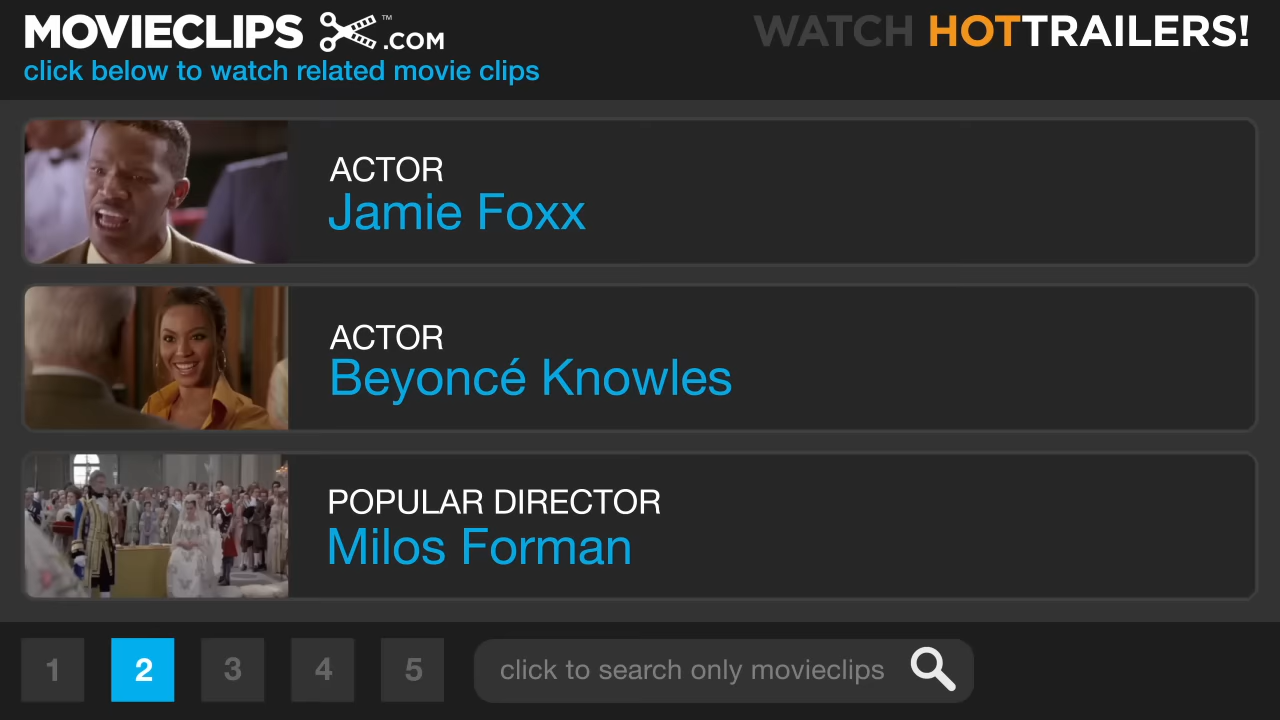 MOVIECLIPS ™.COM
WATCH HOTTRAILERS!
click below to watch related movie clips
ACTOR
Jamie Foxx
ACTOR
Beyoncé Knowles
POPULAR DIRECTOR
Milos Forman
1 2 3 4 5 click to search only movieclips